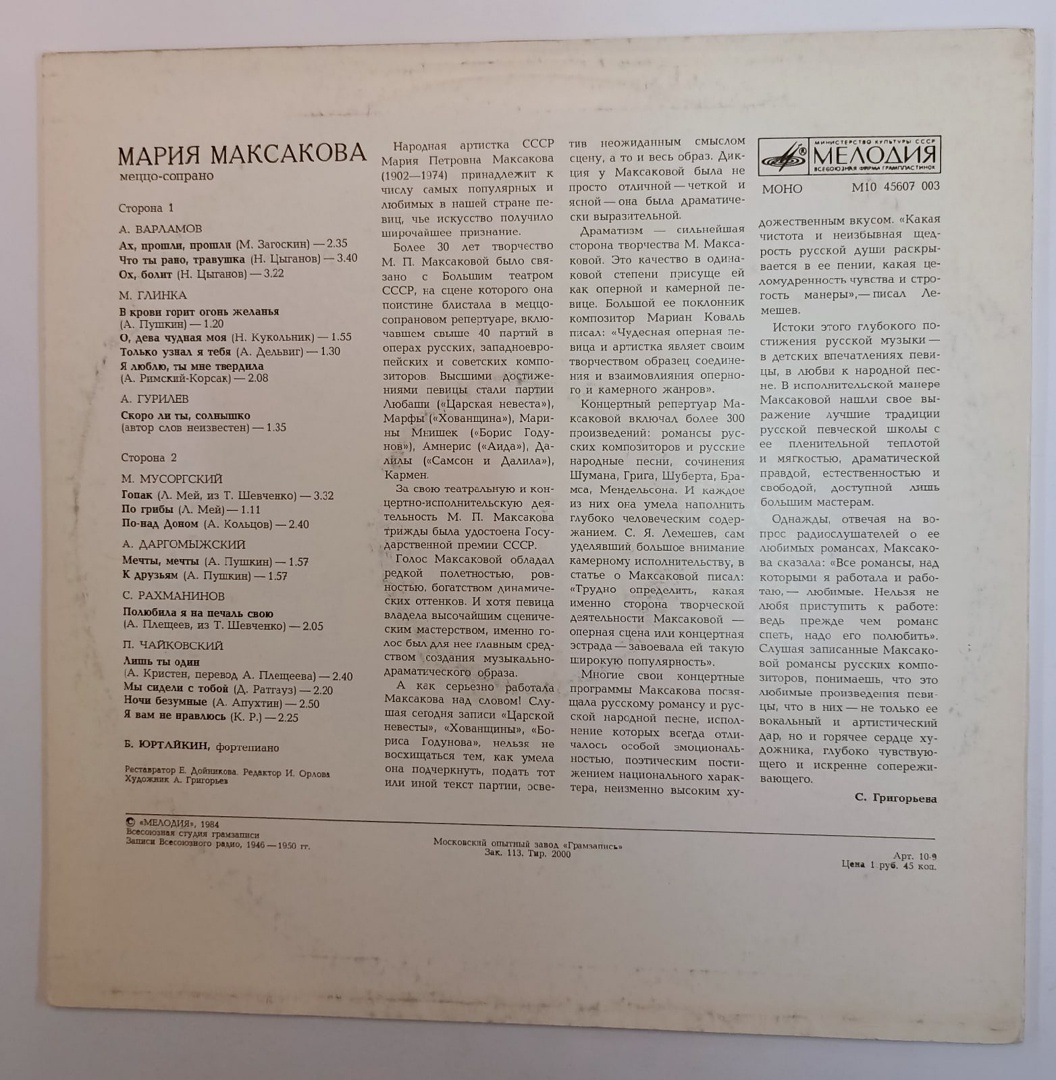 МАРИЯ МАКСАКОВА
меццо-сопрано
Сторона 1
А. ВАРЛАМОВ
Ах, прошли, прошли (М. Загоскин) — 2.35
Что ты рано, травушка (Н. Цыганов) — 3.40
Ох, болит (Н. Цыганов) — 3.22
М. ГЛИНКА
В крови горит огонь желанья
(А. Пушкин) — 1.20
О, дева чудная моя (Н. Кукольник) — 1.55
Только узнал я тебя (А. Дельвиг) — 1.30
Я люблю, ты мне твердила
(А. Римский-Корсак) — 2.08
А. ГУРИЛЕВ
Скоро ли ты, солнышко
(автор слов неизвестен) — 1.35
Сторона 2
М. МУСОРГСКИЙ
Гопак (Л. Мей, из Т. Шевченко) — 3.32
По грибы (Л. Мей) — 1.11
По-над Доном (А. Кольцов) — 2.40
А. ДАРГОМЫЖСКИЙ
Мечты, мечты (А. Пушкин) — 1.57
К друзьям (А. Пушкин) — 1.57
С. РАХМАНИНОВ
Полюбила я на печаль свою
(А. Плещеев, из Т. Шевченко) — 2.05
П. ЧАЙКОВСКИЙ
Лишь ты один
(А. Кристен, перевод А. Плещеева) — 2.40
Мы сидели с тобой (Д. Ратгауз) — 2.20
Ночи безумные (А. Апухтин) — 2.50
Я вам не нравлюсь (К. Р.) — 2.25
Б. ЮРТАЙКИН, фортепиано
Реставратор Е. Дойникова. Редактор И. Орлова
Художник А. Григорьев
Народная артистка СССР
Мария Петровна Максакова
(1902—1974) принадлежит к
числу самых популярных и
любимых в нашей стране пе-
виц, чье искусство получило
широчайшее признание.
Более 30 лет творчество
М. П. Максаковой было свя-
зано с Большим театром
СССР, на сцене которого она
поистине блистала в меццо-
сопрановом репертуаре, вклю-
чавшем свыше 40 партий в
операх русских, западноевро-
пейских и советских компо-
зиторов. Высшими достиже-
ниями певицы стали партии
Любаши («Царская невеста»),
Марфы («Хованщина»), Мари-
ны Мнишек («Борис Году-
нов»), Амнерис («Аида»), Да-
лилы («Самсон и Далила»),
Кармен.
За свою театральную и кон-
цертно-исполнительскую дея-
тельность М. П. Максакова
трижды была удостоена Госу-
дарственной премии СССР.
Голос Максаковой обладал
редкой полетностью, ров-
ностью, богатством динамиче-
ских оттенков. И хотя певица
владела высочайшим сцениче-
ским мастерством, именно го-
лос был для нее главным сред-
ством создания музыкально-
драматического образа.
А как серьезно работала
Максакова над словом! Слу-
шая сегодня записи «Царской
невесты», «Хованщины», «Бо-
риса Годунова», нельзя не
восхищаться тем, как умела
она подчеркнуть, подать тот
или иной текст партии, осве-
тив неожиданным смыслом
сцену, а то и весь образ. Дик-
ция у Максаковой была не
просто отличной — четкой и
ясной — она была драматиче-
ски выразительной.
Драматизм — сильнейшая
сторона творчества М. Макса-
ковой. Это качество в одина-
ковой степени присуще ей
как оперной и камерной пе-
вице. Большой ее поклонник
композитор Мариан Коваль
писал: «Чудесная оперная пе-
вица и артистка являет своим
творчеством образец соедине-
ния и взаимовлияния оперно-
го и камерного жанров».
Концертный репертуар Мак-
саковой включал более 300
произведений: романсы рус-
ских композиторов и русские
народные песни, сочинения
Шумана, Грига, Шуберта, Бра-
мса, Мендельсона. И каждое
из них она умела наполнить
глубоко человеческим содер-
жанием. С. Я. Лемешев, сам
уделявший большое внимание
камерному исполнительству, в
статье о Максаковой писал:
«Трудно определить, какая
именно сторона творческой
деятельности Максаковой —
оперная сцена или концертная
эстрада — завоевала ей такую
широкую популярность».
Многие свои концертные
программы Максакова посвя-
щала русскому романсу и рус-
ской народной песне, испол-
нение которых всегда отли-
чалось особой эмоциональ-
ностью, поэтическим пости-
жением национального харак-
тера, неизменно высоким ху-
МИНИСТЕРСТВО КУЛЬТУРЫ СССР
МЕЛОДИЯ
ВСЕСОЮЗНАЯ ФИРМА ГРАМПЛАСТИНОК
МОНО М10 45607 003
дожественным вкусом. «Какая
чистота и неизбывная щед-
рость русской души раскры-
вается в ее пении, какая це-
ломудренность чувства и стро-
гость манеры»,— писал Ле-
мешев.
Истоки этого глубокого по-
стижения русской музыки —
в детских впечатлениях певи-
цы, в любви к народной пес-
не. В исполнительской манере
Максаковой нашли свое вы-
ражение лучшие традиции
русской певческой школы с
ее пленительной теплотой
и мягкостью, драматической
правдой, естественностью и
свободой, доступной лишь
большим мастерам.
Однажды, отвечая на во-
прос радиослушателей о ее
любимых романсах, Максако-
ва сказала: «Все романсы, над
которыми я работала и рабо-
таю,— любимые. Нельзя не
любя приступить к работе:
ведь прежде чем романс
спеть, надо его полюбить».
Слушая записанные Максако-
вой романсы русских компо-
зиторов, понимаешь, что это
любимые произведения певи-
цы, что в них — не только ее
вокальный и артистический
дар, но и горячее сердце ху-
дожника, глубоко чувствую-
щего и искренне сопережи-
вающего.
С. Григорьева
© «МЕЛОДИЯ», 1984
Всесоюзная студия грамзаписи
Записи Всесоюзного радио, 1946—1950 гг.
Московский опытный завод «Грамзапись»
Зак. 113. Тир. 2000
Арт. 10-9
Цена 1 руб. 45 коп.